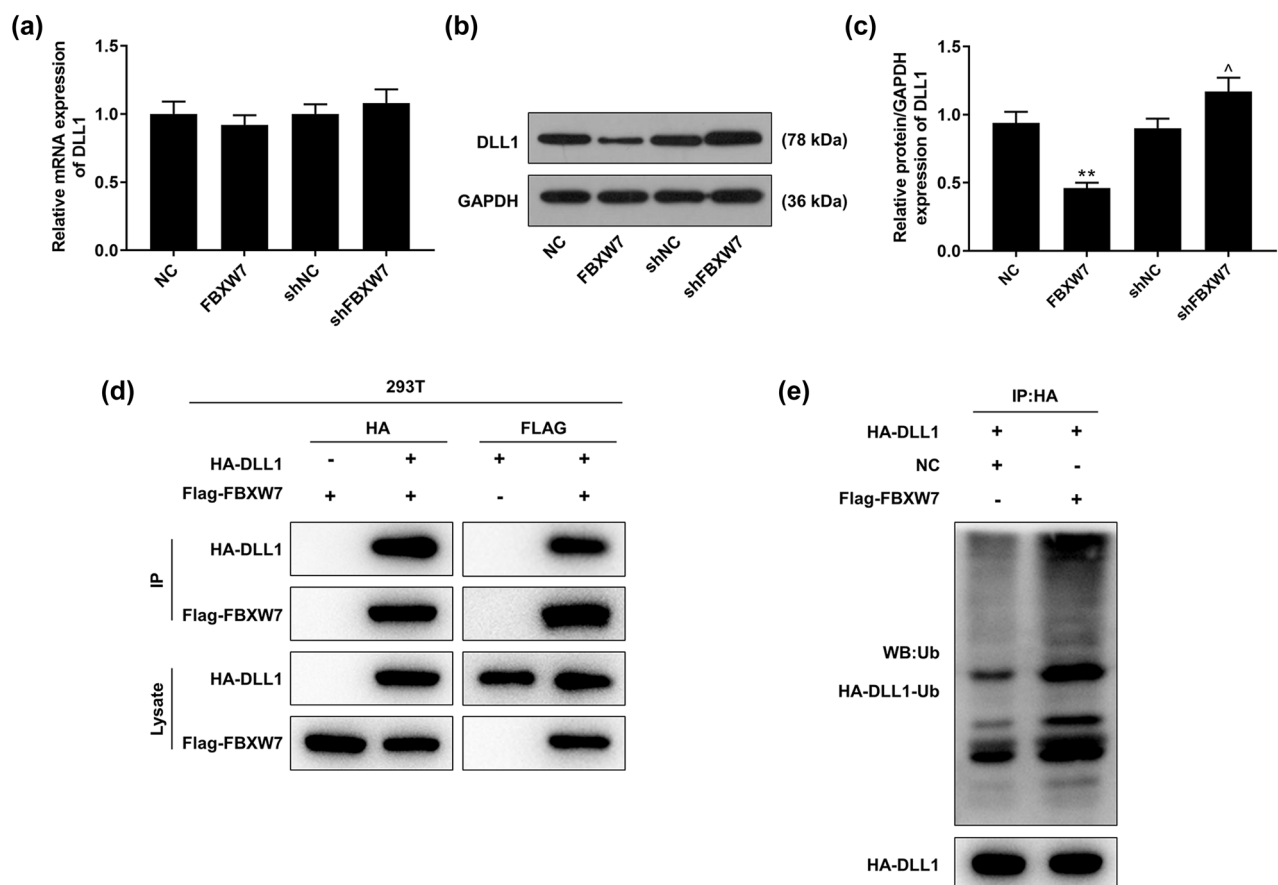 (a)
Relative mRNA expression
of DLL1
1.5
1.0
0.5
0.0
NC
FBXW7
shNC
shFBXW7
(b)
DLL1
(78 kDa)
GAPDH
(36 kDa)
NC
FBXW7
shNC
shFBXW7
(c)
Relative protein/GAPDH
expression of DLL1
1.5
1.0
0.5
0.0
**
^
NC
FBXW7
shNC
shFBXW7
(d)
293T
HA FLAG
HA-DLL1 - + + +
Flag-FBXW7 + + - +
IP
HA-DLL1
Flag-FBXW7
Lysate
HA-DLL1
Flag-FBXW7
(e)
IP:HA
HA-DLL1 + +
NC + -
Flag-FBXW7 - +
WB:Ub
HA-DLL1-Ub
HA-DLL1